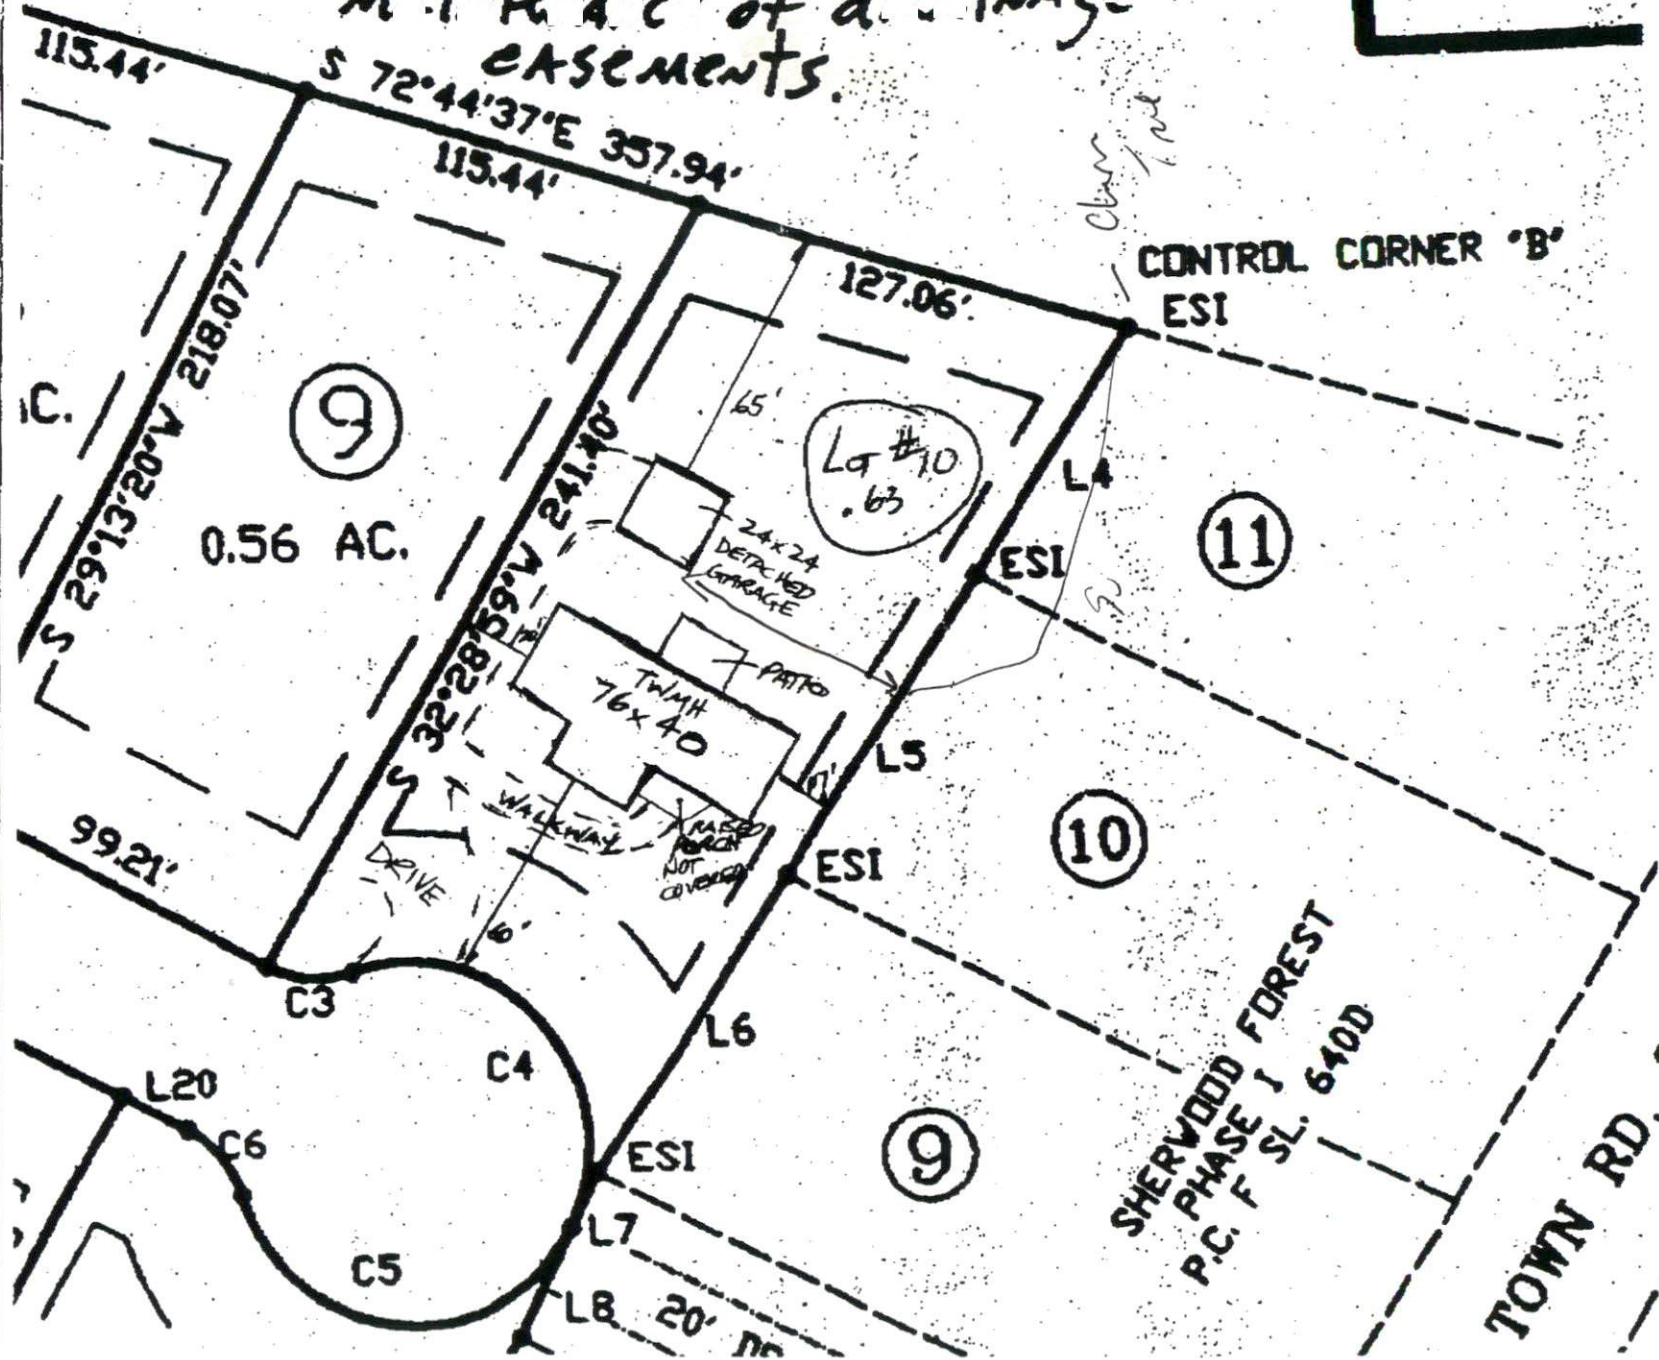 of
easements.
115.44'
S 72°44'37"E 357.94'
115.44'
127.06'
CONTROL CORNER "B"
ESI
S 29°13'20"W 218.07'
9
0.56 AC.
S 32°28'59"W 241.40'
65'
Lot #10
.63
24x24
DETACHED
GARAGE
L4
ESI
11
PATIO
TWMH
76x40
L5
17'
WALKWAY
RAISED
PORCH
NOT
COVERED
DRIVE
99.21'
ESI
10
C3
C4
L6
L20
C6
ESI
9
SHERWOOD FOREST
PHASE I
P.C. F SL. 640D
TOWN RD.
C5
L7
L8
20'